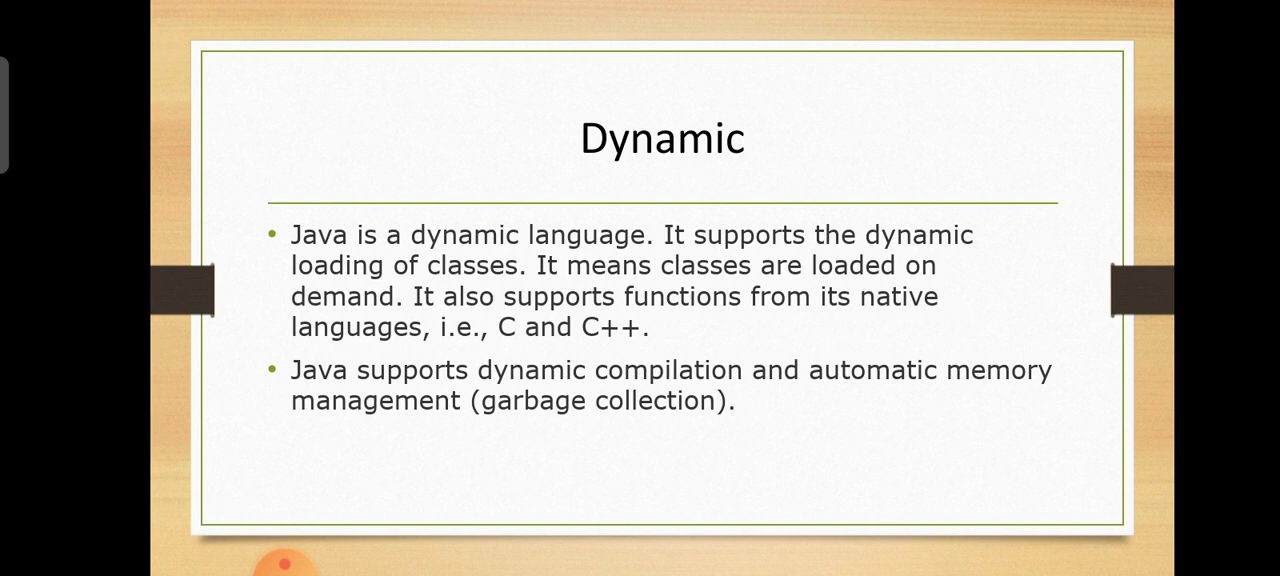 Dynamic
• Java is a dynamic language. It supports the dynamic
loading of classes. It means classes are loaded on
demand. It also supports functions from its native
languages, i.e., C and C++.
• Java supports dynamic compilation and automatic memory
management (garbage collection).